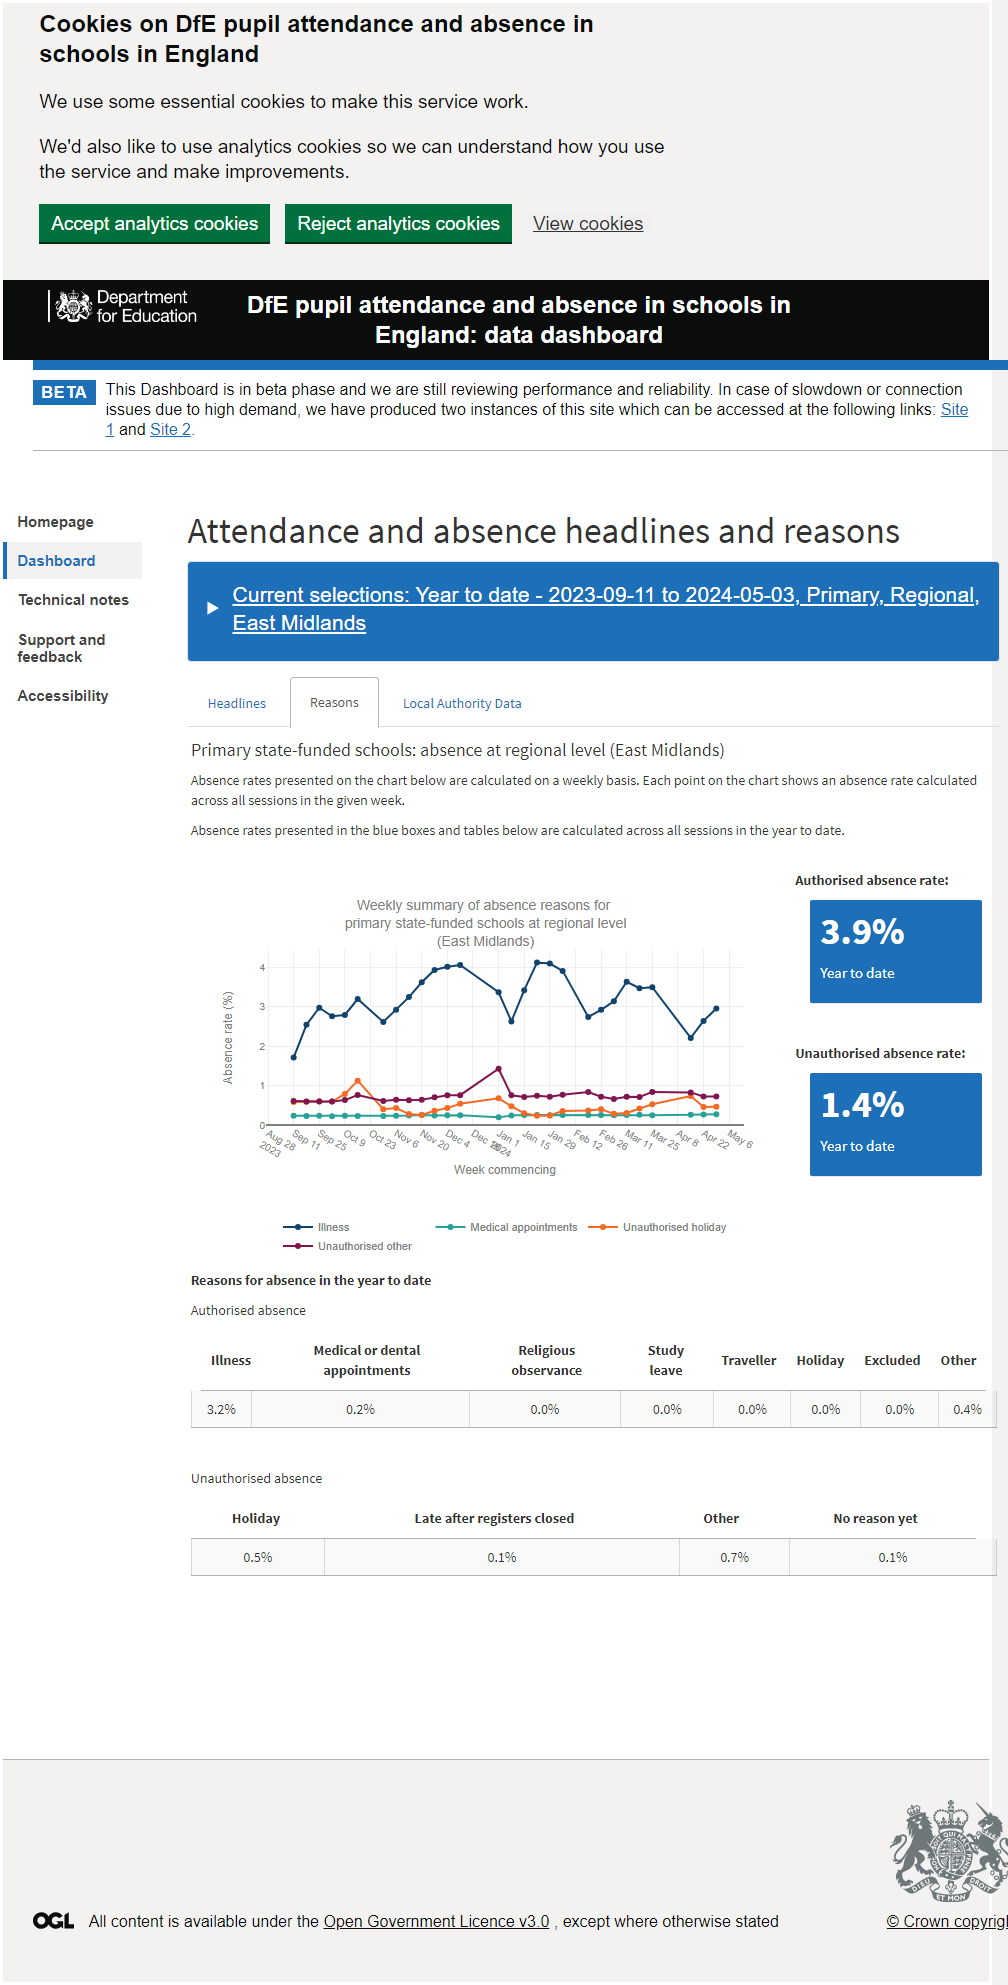 Cookies on DfE pupil attendance and absence in
schools in England
We use some essential cookies to make this service work.
We'd also like to use analytics cookies so we can understand how you use
the service and make improvements.
Accept analytics cookies
Reject analytics cookies
View cookies
Department
for Education
DfE pupil attendance and absence in schools in
England: data dashboard
BETA
This Dashboard is in beta phase and we are still reviewing performance and reliability. In case of slowdown or connection
issues due to high demand, we have produced two instances of this site which can be accessed at the following links: Site
1 and Site 2.
Homepage
Dashboard
Technical notes
Support and
feedback
Accessibility
Attendance and absence headlines and reasons
Current selections: Year to date - 2023-09-11 to 2024-05-03, Primary, Regional,
East Midlands
Headlines
Reasons
Local Authority Data
Primary state-funded schools: absence at regional level (East Midlands)
Absence rates presented on the chart below are calculated on a weekly basis. Each point on the chart shows an absence rate calculated
across all sessions in the given week.
Absence rates presented in the blue boxes and tables below are calculated across all sessions in the year to date.
Weekly summary of absence reasons for
primary state-funded schools at regional level
(East Midlands)
Absence rate (%)
4
3
2
1
0
Aug 28
2023
Sep 11
Sep 25
Oct 9
Oct 23
Nov 6
Nov 20
Dec 4
Dec 18
Jan 1
2024
Jan 15
Jan 29
Feb 12
Feb 26
Mar 11
Mar 25
Apr 8
Apr 22
May 6
Week commencing
Illness
Medical appointments
Unauthorised holiday
Unauthorised other
Authorised absence rate:
3.9%
Year to date
Unauthorised absence rate:
1.4%
Year to date
Reasons for absence in the year to date
Authorised absence
Illness Medical or dental appointments Religious observance Study leave Traveller Holiday Excluded Other
3.2% 0.2% 0.0% 0.0% 0.0% 0.0% 0.0% 0.4%
Unauthorised absence
Holiday Late after registers closed Other No reason yet
0.5% 0.1% 0.7% 0.1%
OGL All content is available under the Open Government Licence v3.0 , except where otherwise stated
© Crown copyrigh
DIEU ET MON DROIT